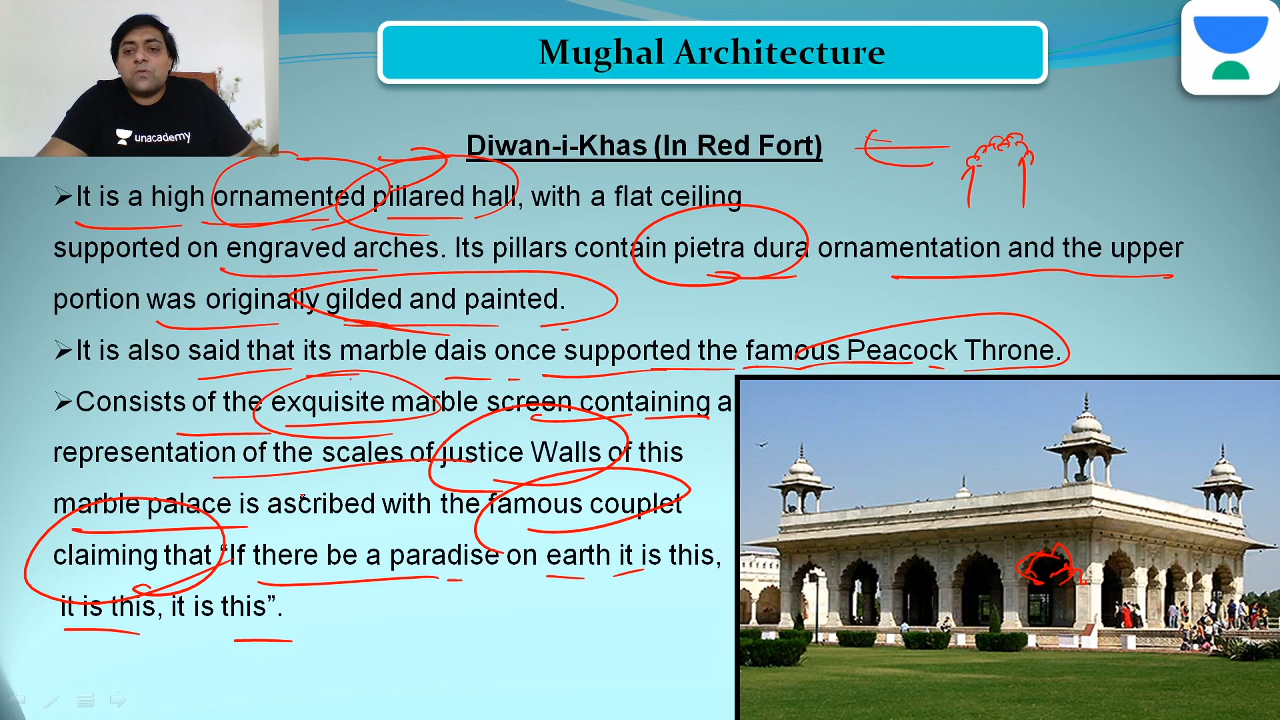 Mughal Architecture
unacademy
Diwan-i-Khas (In Red Fort)
➢It is a high ornamented pillared hall, with a flat ceiling
supported on engraved arches. Its pillars contain pietra dura ornamentation and the upper
portion was originally gilded and painted.
➢It is also said that its marble dais once supported the famous Peacock Throne.
➢Consists of the exquisite marble screen containing a
representation of the scales of justice Walls of this
marble palace is ascribed with the famous couplet
claiming that “If there be a paradise on earth it is this,
it is this, it is this”.